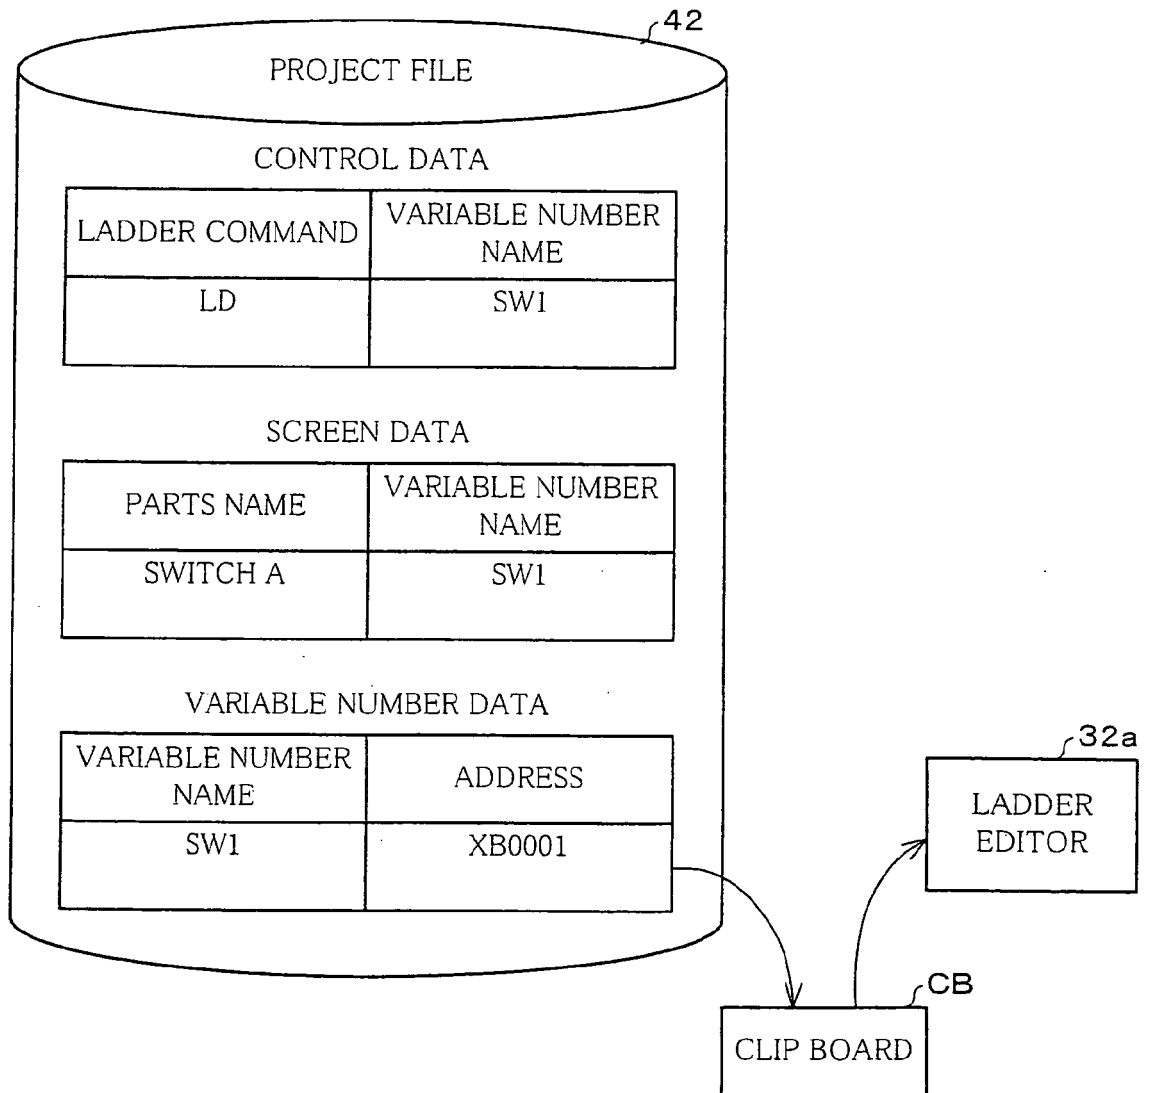 42
PROJECT FILE
CONTROL DATA
LADDER COMMAND
VARIABLE NUMBER
NAME
LD
SW1
SCREEN DATA
PARTS NAME
VARIABLE NUMBER
NAME
SWITCH A
SW1
VARIABLE NUMBER DATA
VARIABLE NUMBER
NAME
ADDRESS
SW1
XB0001
32a
LADDER
EDITOR
CB
CLIP BOARD